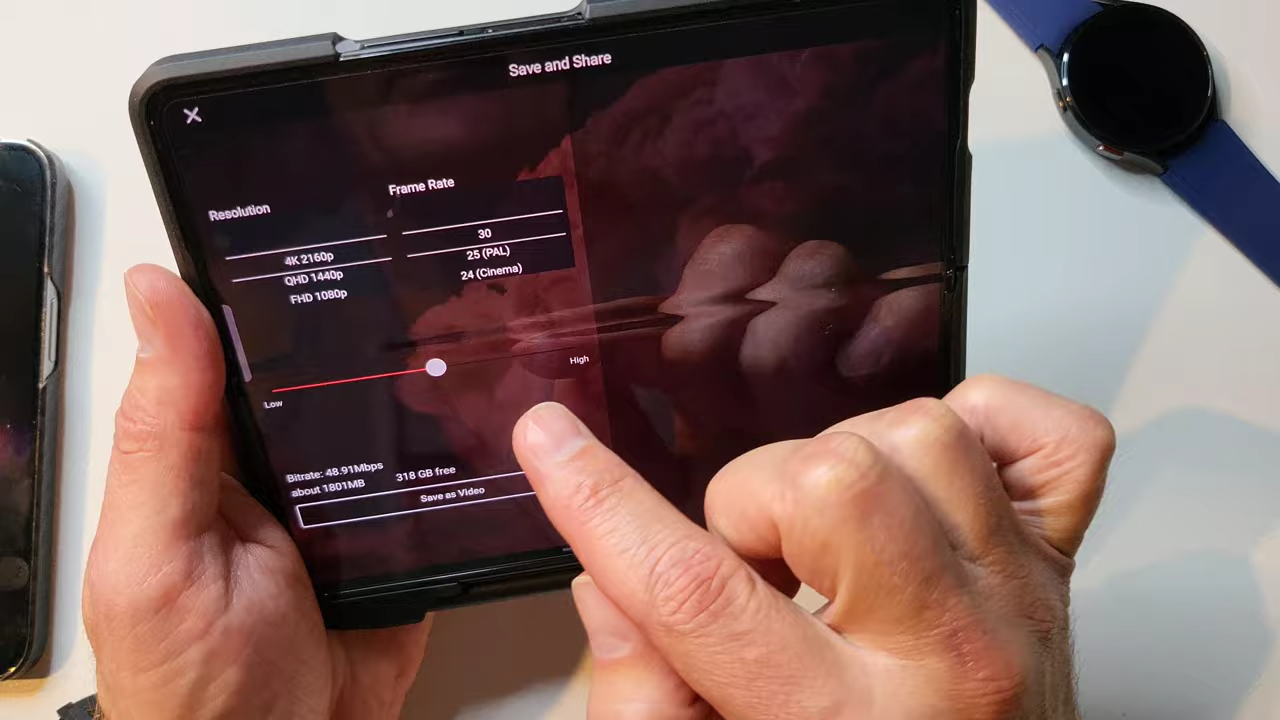 Save and Share
Resolution
4K 2160p
QHD 1440p
FHD 1080p
Frame Rate
30
25 (PAL)
24 (Cinema)
Low
High
Bitrate: 48.91Mbps
about 1801MB
318 GB free
Save as Video